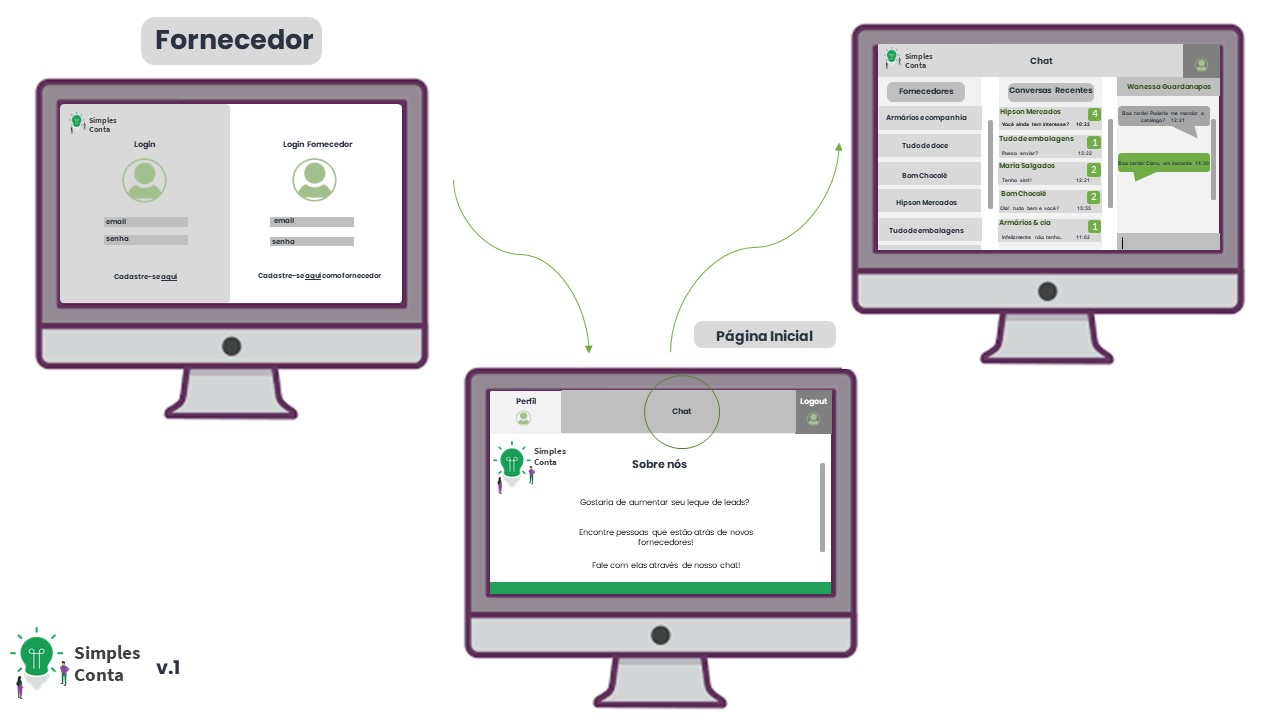 Fornecedor
Simples
Conta
Login
email
senha
Cadastre-se aqui
Login Fornecedor
email
senha
Cadastre-se aqui como fornecedor
Simples
Conta
Chat
Fornecedores
Armários e companhia
Tudo de doce
Bom Chocolê
Hipson Mercados
Tudo de embalagens
Conversas Recentes
Hipson Mercados 4
Você ainda tem interesse? 10:22
Tudo de embalagens 1
Posso enviar? 15:22
Maria Salgados 2
Tenho sim!! 12:21
Bom Chocolê 2
Olá! tudo bem e você? 15:55
Armários & cia 1
Infelizmente não tenho. 11:02
Wanessa Guardanapos
Boa tarde! Poderia me mandar o
catálogo? 12:21
Boa tarde! Claro, um instante 14:20
Página Inicial
Perfil
Chat
Logout
Simples
Conta
Sobre nós
Gostaria de aumentar seu leque de leads?
Encontre pessoas que estão atrás de novos
fornecedores!
Fale com elas através de nosso chat!
Simples
Conta
v.1